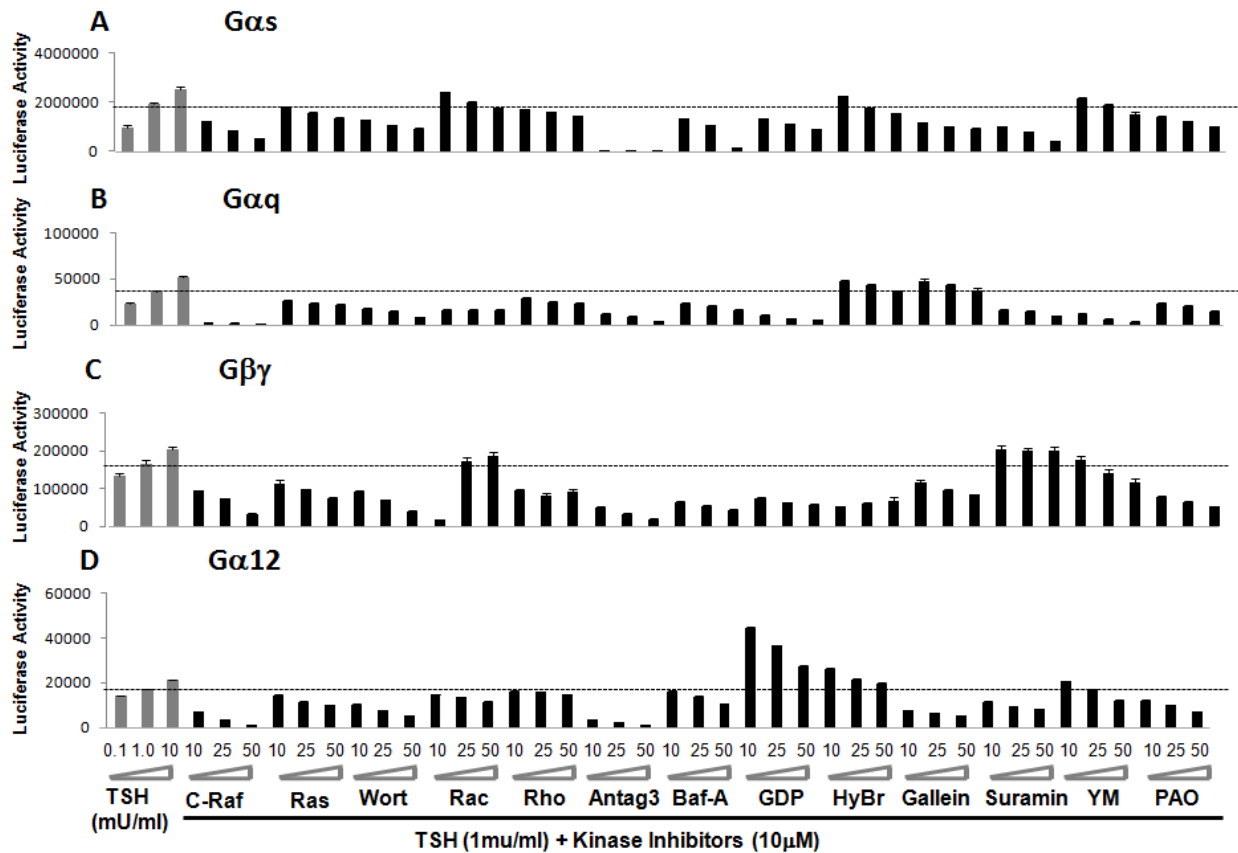 A Gαs
Luciferase Activity
4000000
2000000
0
B Gαq
Luciferase Activity
100000
50000
0
C Gβγ
Luciferase Activity
300000
200000
100000
0
D Gα12
Luciferase Activity
60000
40000
20000
0
0.1 1.0 10 10 25 50 10 25 50 10 25 50 10 25 50 10 25 50 10 25 50 10 25 50 10 25 50 10 25 50 10 25 50 10 25 50 10 25 50 10 25 50
TSH C-Raf Ras Wort Rac Rho Antag3 Baf-A GDP HyBr Gallein Suramin YM PAO
(mU/ml)
TSH (1mu/ml) + Kinase Inhibitors (10μM)